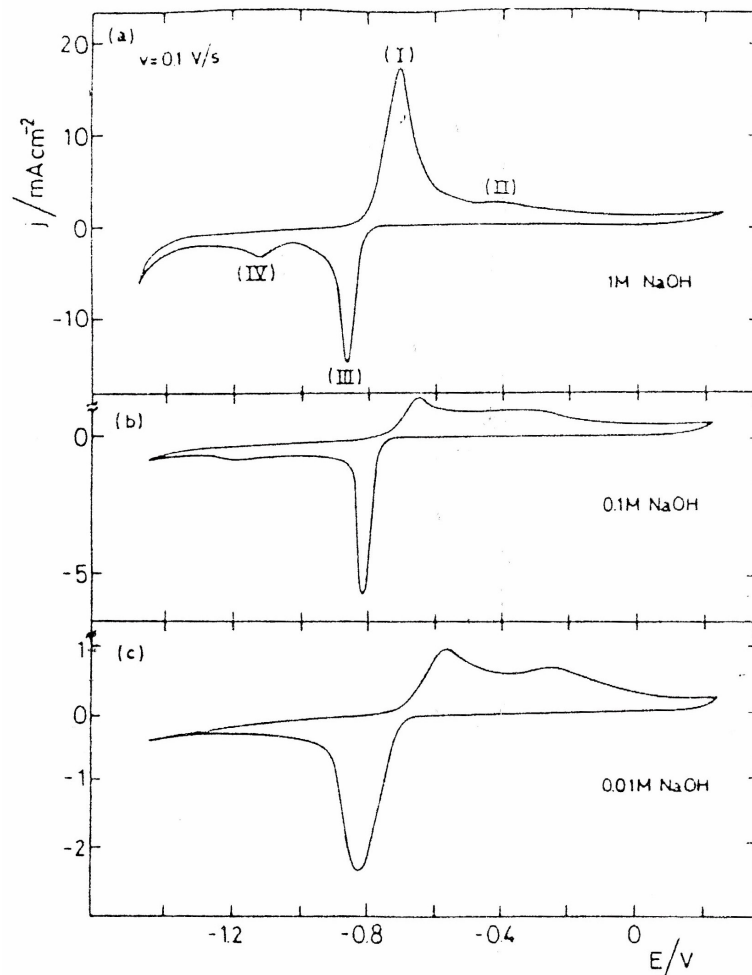 (a)
v=0.1 V/s
(I)
(II)
(III)
(IV)
1M NaOH
j/mAcm⁻²
20
10
0
-10
(b)
0.1M NaOH
0
-5
(c)
0.01M NaOH
1
0
-1
-2
-1.2 -0.8 -0.4 0
E/V